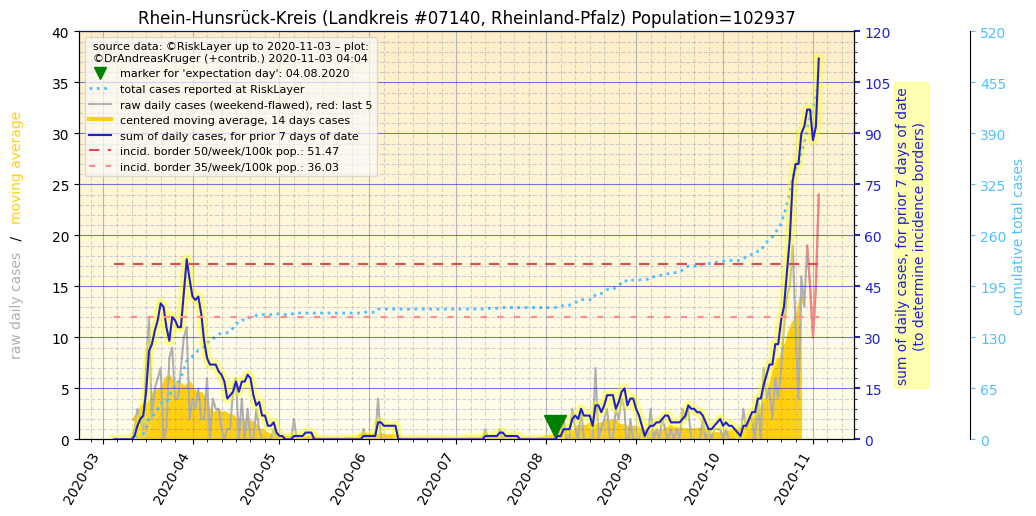 Rhein-Hunsrück-Kreis (Landkreis #07140, Rheinland-Pfalz) Population=102937
source data: ©RiskLayer up to 2020-11-03 – plot:
©DrAndreasKruger (+contrib.) 2020-11-03 04:04
marker for 'expectation day': 04.08.2020
total cases reported at RiskLayer
raw daily cases (weekend-flawed), red: last 5
centered moving average, 14 days cases
sum of daily cases, for prior 7 days of date
incid. border 50/week/100k pop.: 51.47
incid. border 35/week/100k pop.: 36.03
raw daily cases / moving average
40
35
30
25
20
15
10
5
0
2020-03
2020-04
2020-05
2020-06
2020-07
2020-08
2020-09
2020-10
2020-11
120
105
90
75
60
45
30
15
0
sum of daily cases, for prior 7 days of date
(to determine incidence borders)
520
455
390
325
260
195
130
65
0
cumulative total cases